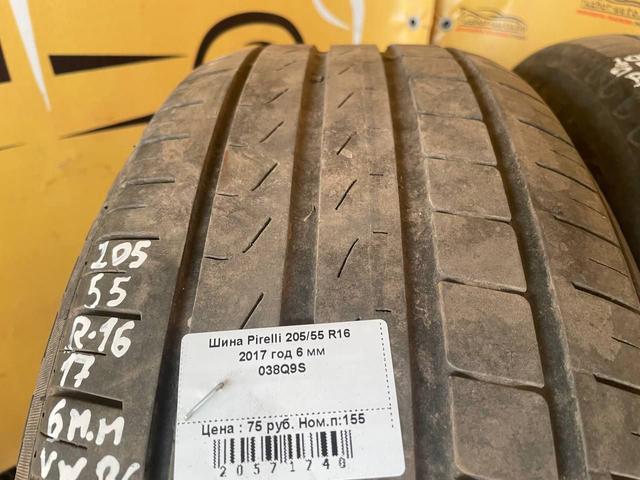 205
55
R-16
17
6М.М
Шина Pirelli 205/55 R16
2017 год 6 мм
038Q9S
Цена : 75 руб. Ном.п:155
20571740